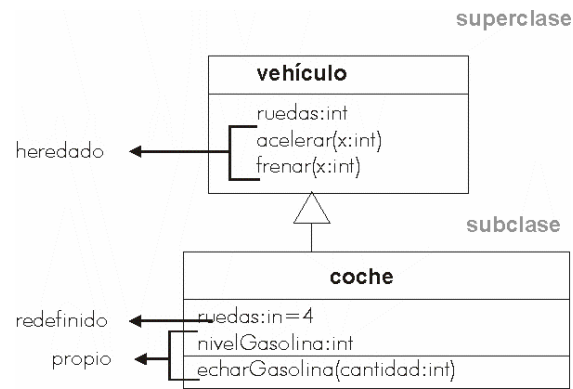 superclase
vehículo
ruedas:int
acelerar(x:int)
heredado
frenar(x:int)
subclase
coche
redefinido
ruedas:in=4
nivelGasolina:int
propio
echarGasolina(cantidad:int)